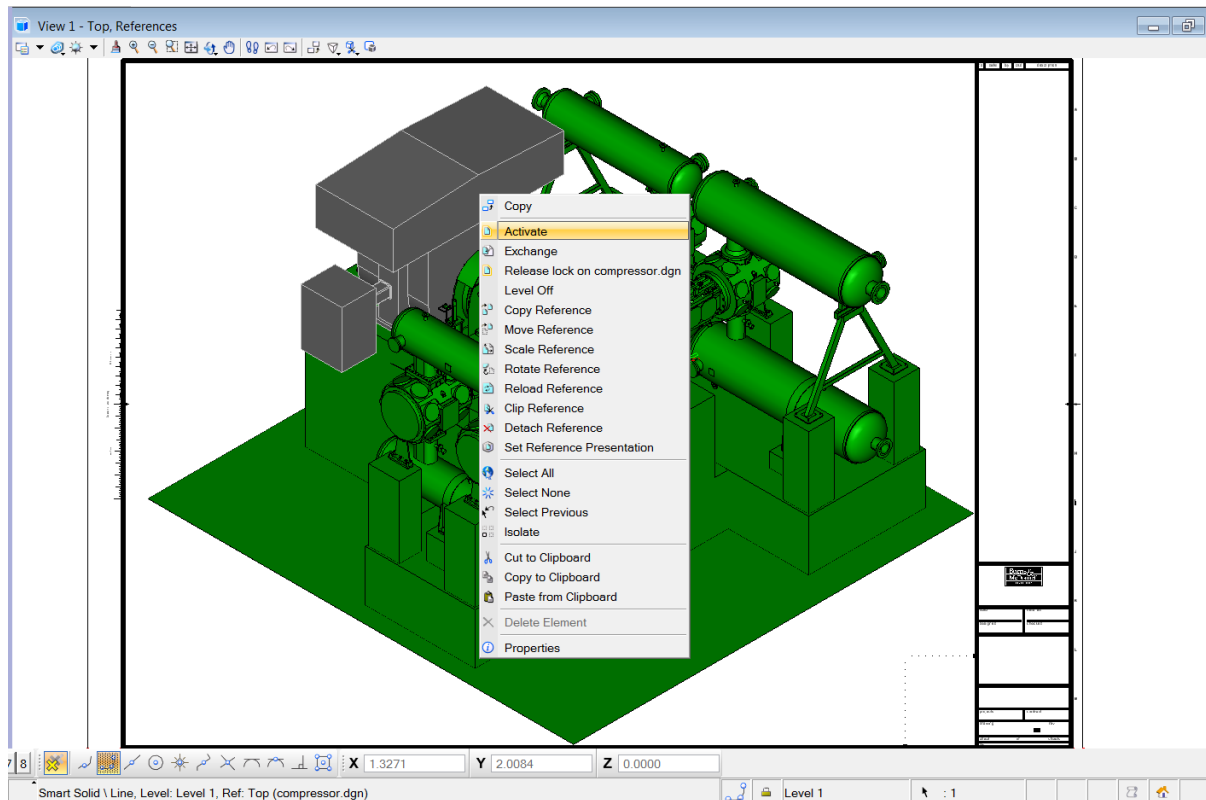 View 1 - Top, References
Copy
Activate
Exchange
Release lock on compressor.dgn
Level Off
Copy Reference
Move Reference
Scale Reference
Rotate Reference
Reload Reference
Clip Reference
Detach Reference
Set Reference Presentation
Select All
Select None
Select Previous
Isolate
Cut to Clipboard
Copy to Clipboard
Paste from Clipboard
Delete Element
Properties
7 8 X 1.3271 Y 2.0084 Z 0.0000
Smart Solid \ Line, Level: Level 1, Ref: Top (compressor.dgn) Level 1 : 1